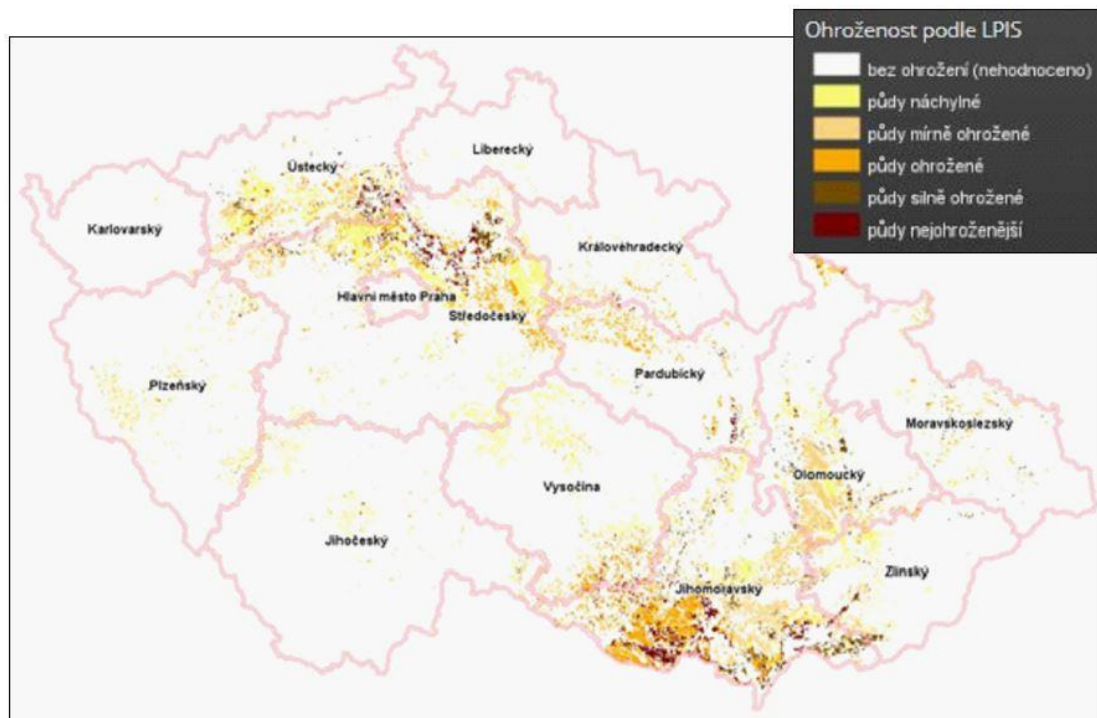 Ohroženost podle LPIS
bez ohrožení (nehodnoceno)
půdy náchylné
půdy mírně ohrožené
půdy ohrožené
půdy silně ohrožené
půdy nejohroženější
Liberecký
Ústecký
Karlovarský
Královéhradecký
Hlavní město Praha
Středočeský
Pardubický
Plzeňský
Moravskoslezský
Olomoucký
Vysočina
Jihočeský
Zlínský
Jihomoravský